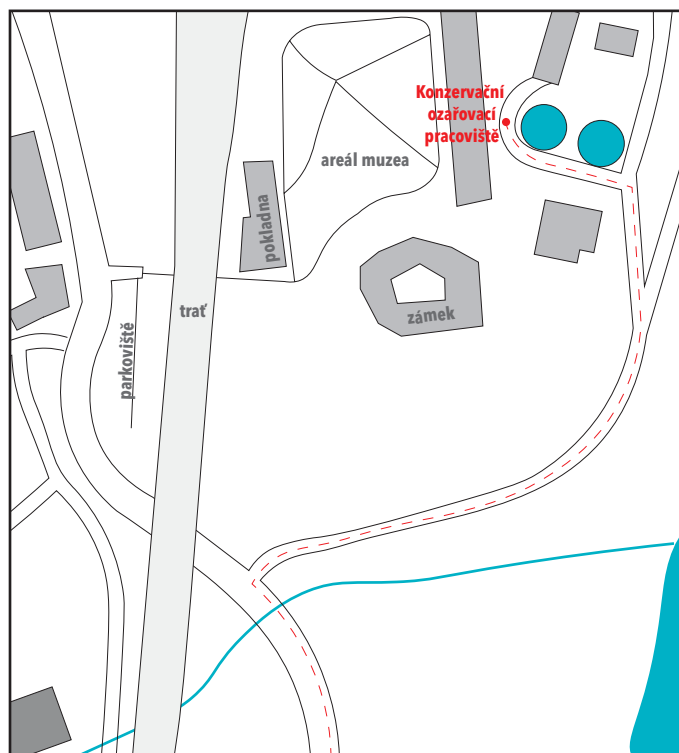 Konzervační
ozařovací
pracoviště
areál muzea
pokladna
trať
zámek
parkoviště